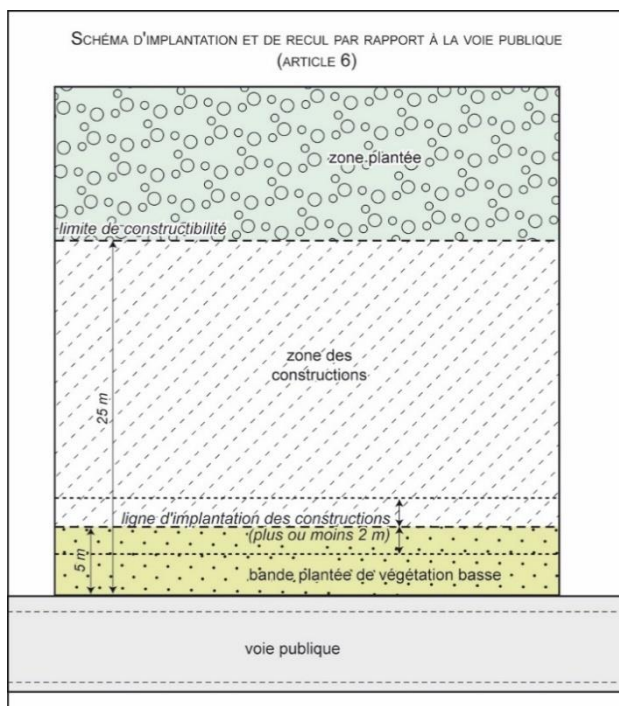 SCHÉMA D'IMPLANTATION ET DE RECUL PAR RAPPORT À LA VOIE PUBLIQUE
(ARTICLE 6)
zone plantée
limite de constructibilité
zone des
constructions
25 m
ligne d'implantation des constructions
(plus ou moins 2 m)
5 m
bande plantée de végétation basse
voie publique